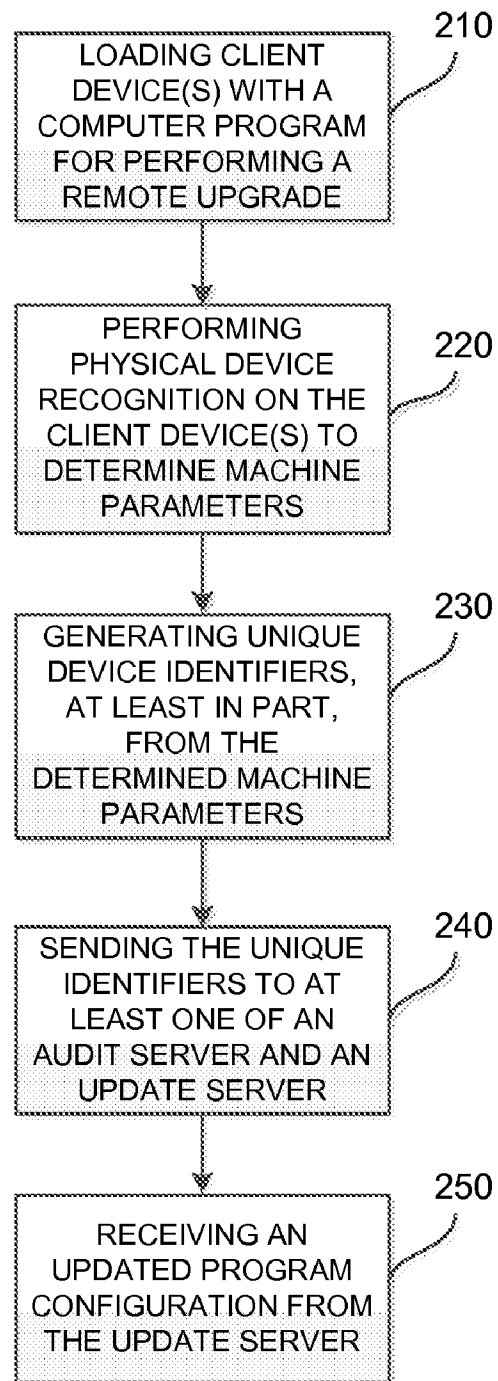 210
LOADING CLIENT
DEVICE(S) WITH A
COMPUTER PROGRAM
FOR PERFORMING A
REMOTE UPGRADE
220
PERFORMING
PHYSICAL DEVICE
RECOGNITION ON THE
CLIENT DEVICE(S) TO
DETERMINE MACHINE
PARAMETERS
230
GENERATING UNIQUE
DEVICE IDENTIFIERS,
AT LEAST IN PART,
FROM THE
DETERMINED MACHINE
PARAMETERS
240
SENDING THE UNIQUE
IDENTIFIERS TO AT
LEAST ONE OF AN
AUDIT SERVER AND AN
UPDATE SERVER
250
RECEIVING AN
UPDATED PROGRAM
CONFIGURATION FROM
THE UPDATE SERVER